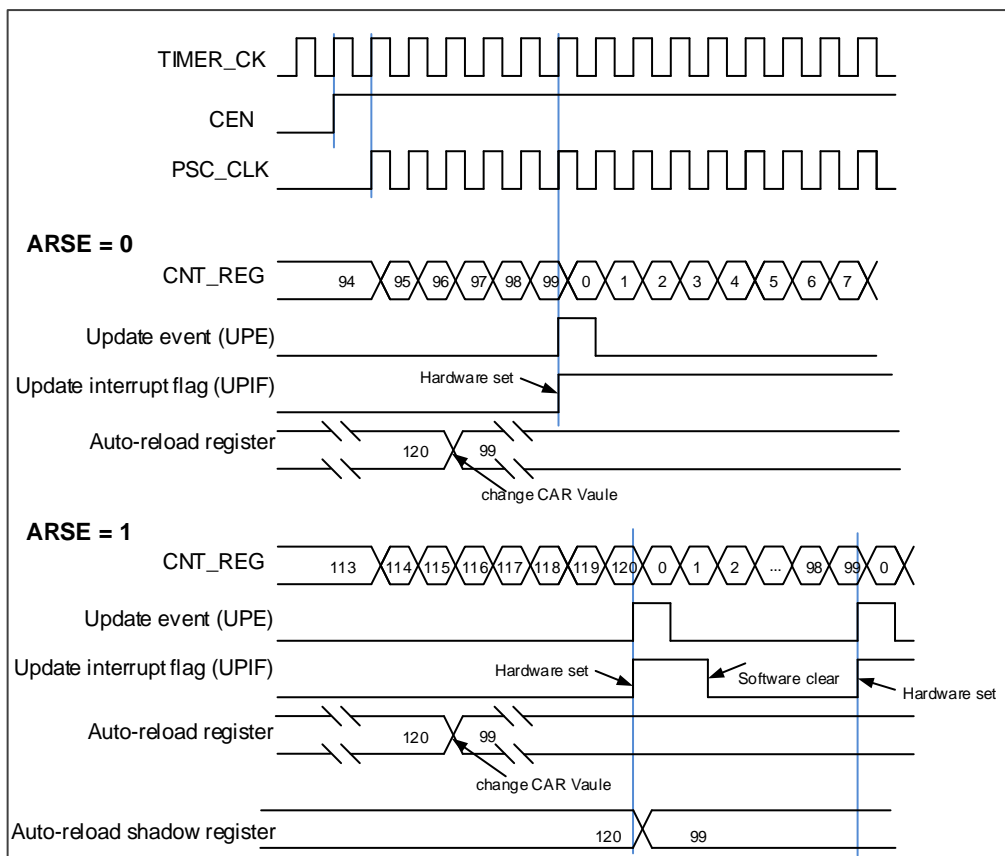 TIMER_CK
CEN
PSC_CLK
ARSE = 0
CNT_REG 94 95 96 97 98 99 0 1 2 3 4 5 6 7
Update event (UPE)
Update interrupt flag (UPIF) Hardware set
Auto-reload register 120 99
change CAR Vaule
ARSE = 1
CNT_REG 113 114 115 116 117 118 119 120 0 1 2 ... 98 99 0
Update event (UPE)
Update interrupt flag (UPIF) Hardware set Software clear Hardware set
Auto-reload register 120 99
change CAR Vaule
Auto-reload shadow register 120 99